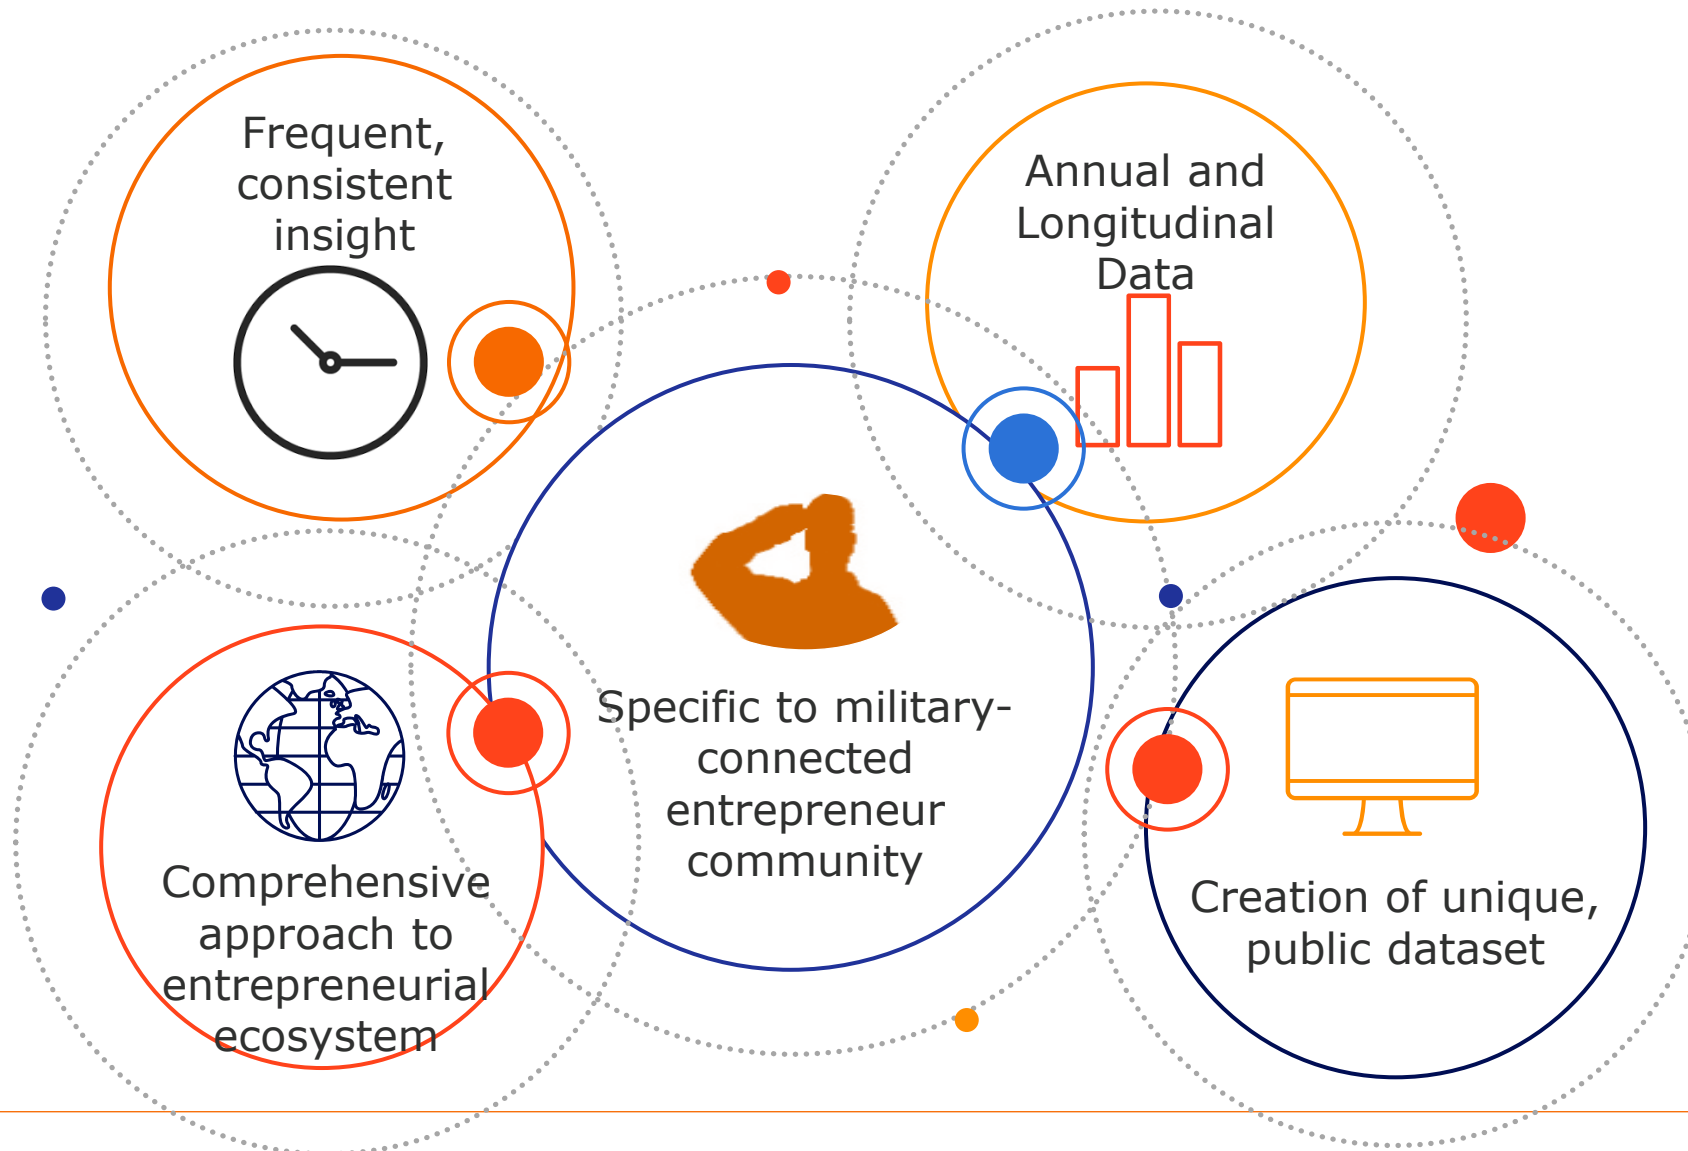 Frequent,
consistent
insight
Annual and
Longitudinal
Data
Specific to military-
connected
entrepreneur
community
Comprehensive
approach to
entrepreneurial
ecosystem
Creation of unique,
public dataset